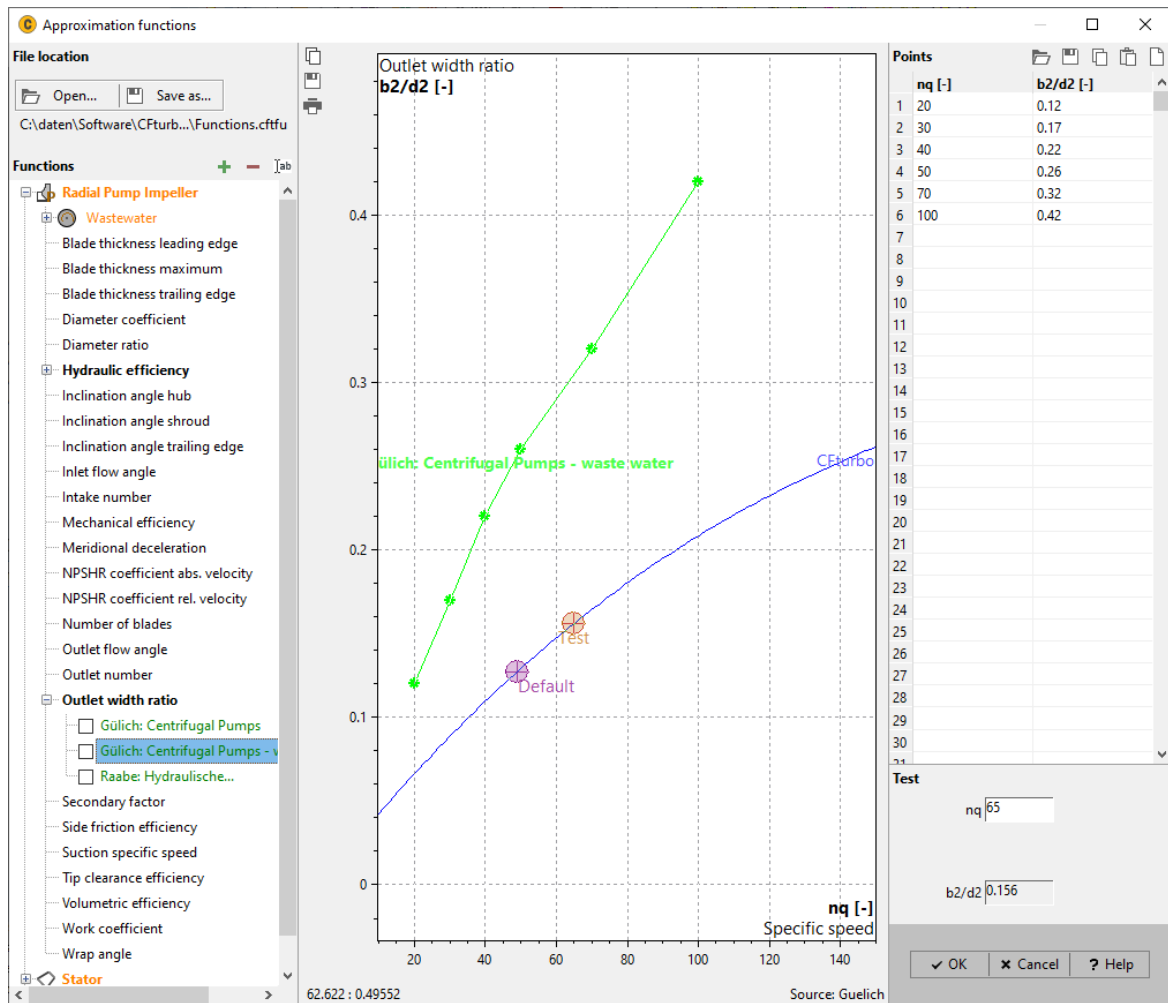 Approximation functions
File location
Open...
Save as...
C:\daten\Software\CFturb...\Functions.cftfu
Functions
Radial Pump Impeller
Wastewater
Blade thickness leading edge
Blade thickness maximum
Blade thickness trailing edge
Diameter coefficient
Diameter ratio
Hydraulic efficiency
Inclination angle hub
Inclination angle shroud
Inclination angle trailing edge
Inlet flow angle
Intake number
Mechanical efficiency
Meridional deceleration
NPSHR coefficient abs. velocity
NPSHR coefficient rel. velocity
Number of blades
Outlet flow angle
Outlet number
Outlet width ratio
Gülich: Centrifugal Pumps
Gülich: Centrifugal Pumps - w
Raabe: Hydraulische...
Secondary factor
Side friction efficiency
Suction specific speed
Tip clearance efficiency
Volumetric efficiency
Work coefficient
Wrap angle
Stator
Outlet width ratio
b2/d2 [-]
0.4
0.3
0.2
0.1
0
ülich: Centrifugal Pumps - waste water
CFturbo
Test
Default
nq [-]
Specific speed
20 40 60 80 100 120 140
62.622 : 0.49552
Source: Guelich
Points
nq [-] b2/d2 [-]
1 20 0.12
2 30 0.17
3 40 0.22
4 50 0.26
5 70 0.32
6 100 0.42
7
8
9
10
11
12
13
14
15
16
17
18
19
20
21
22
23
24
25
26
27
28
29
30
31
Test
nq 65
b2/d2 0.156
OK
Cancel
? Help